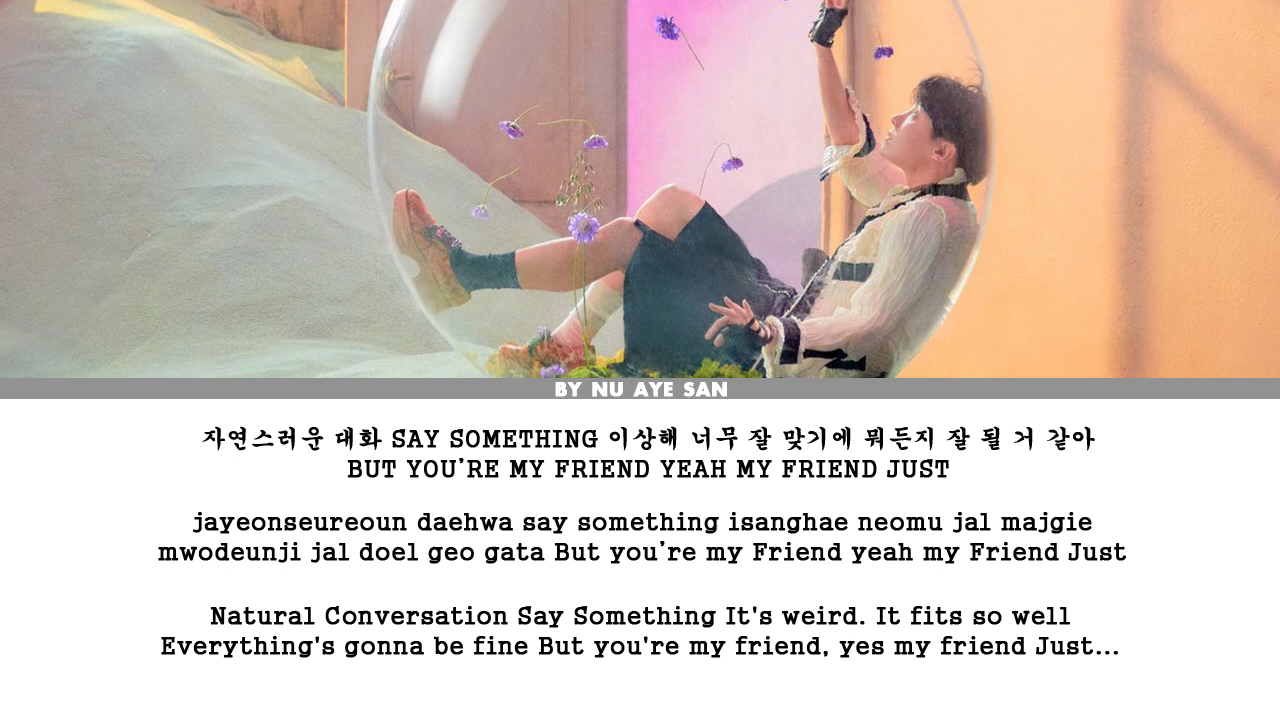 BY NU AYE SAN
자연스러운 대화 SAY SOMETHING 이상해 너무 잘 맞기에 뭐든지 잘 될 거 같아
BUT YOU’RE MY FRIEND YEAH MY FRIEND JUST
jayeonseureoun daehwa say something isanghae neomu jal majgie
mwodeunji jal doel geo gata But you’re my Friend yeah my Friend Just
Natural Conversation Say Something It's weird. It fits so well
Everything's gonna be fine But you're my friend, yes my friend Just...